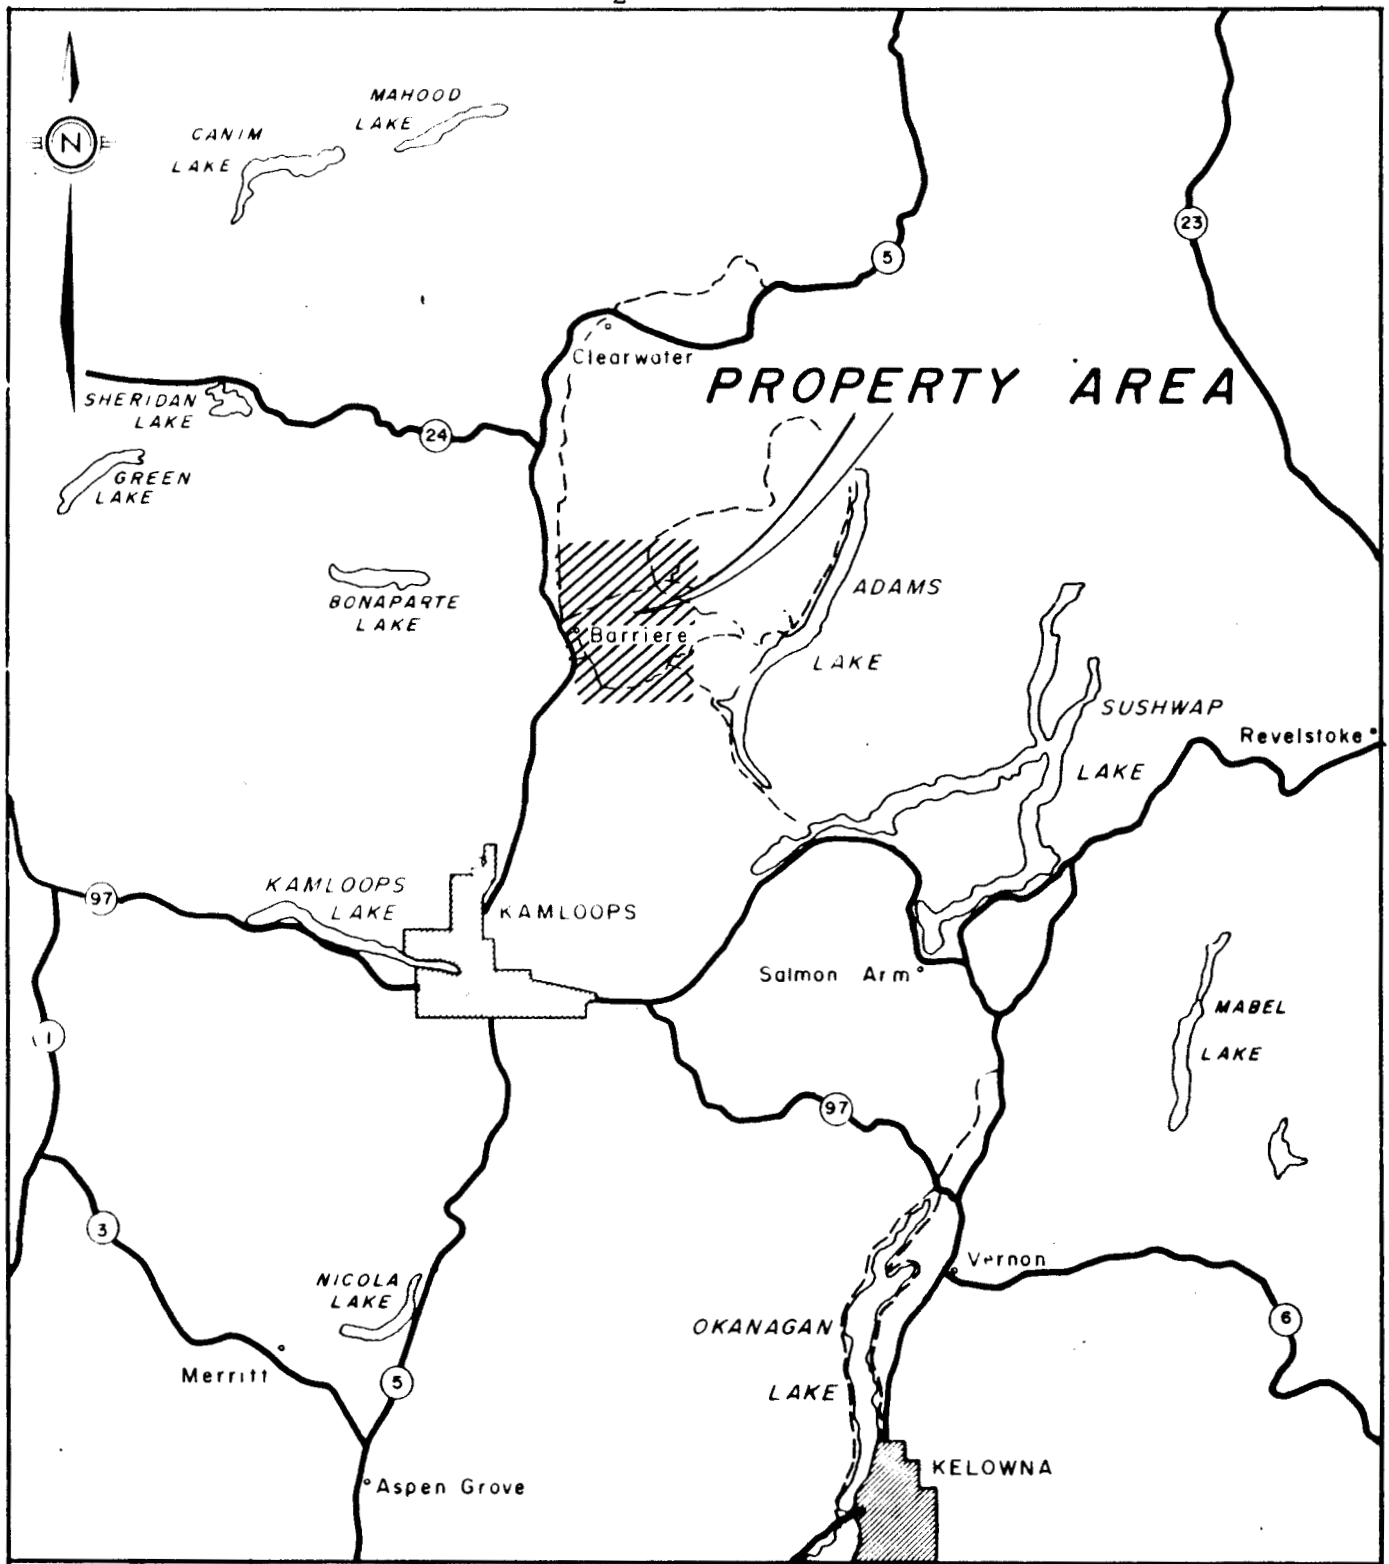 2
MAHOOD
LAKE
CANIM
LAKE
N
23
5
Clearwater
PROPERTY AREA
SHERIDAN
LAKE
24
GREEN
LAKE
BONAPARTE
LAKE
ADAMS
LAKE
Barriere
SUSHWAP
LAKE
Revelstoke
97
KAMLOOPS
LAKE
KAMLOOPS
Salmon Arm
MABEL
LAKE
1
97
3
NICOLA
LAKE
Vernon
OKANAGAN
LAKE
6
Merritt
5
KELOWNA
Aspen Grove